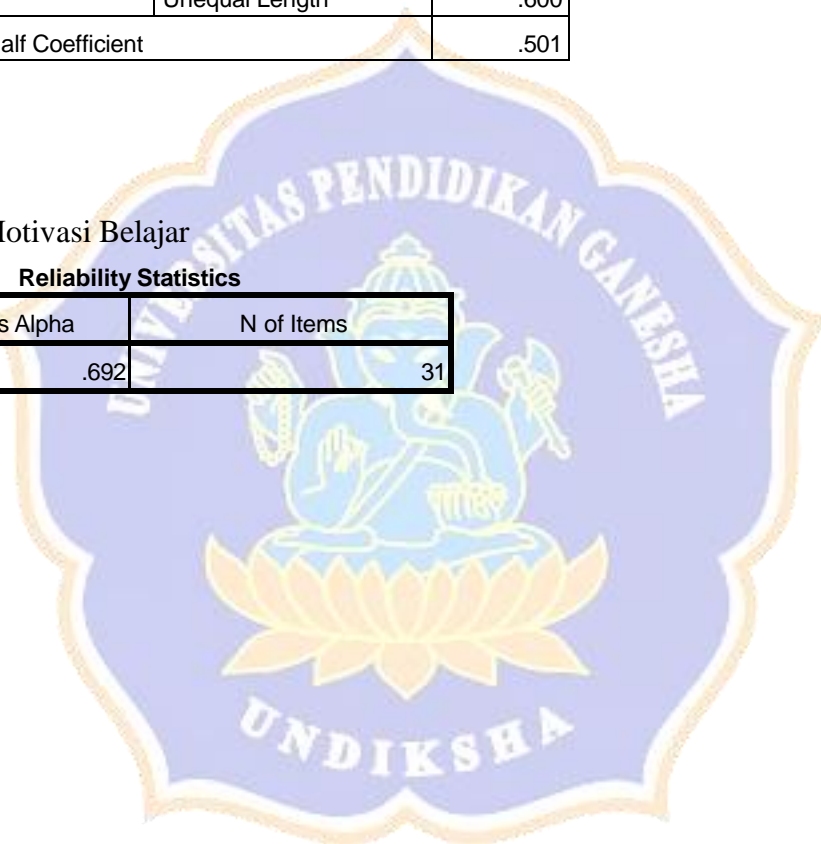 Unequal Length .600
alf Coefficient .501
UNIVERSITAS PENDIDIKAN GANESHA
Motivasi Belajar
Reliability Statistics
s Alpha N of Items
.692 31
UNDIKSHA